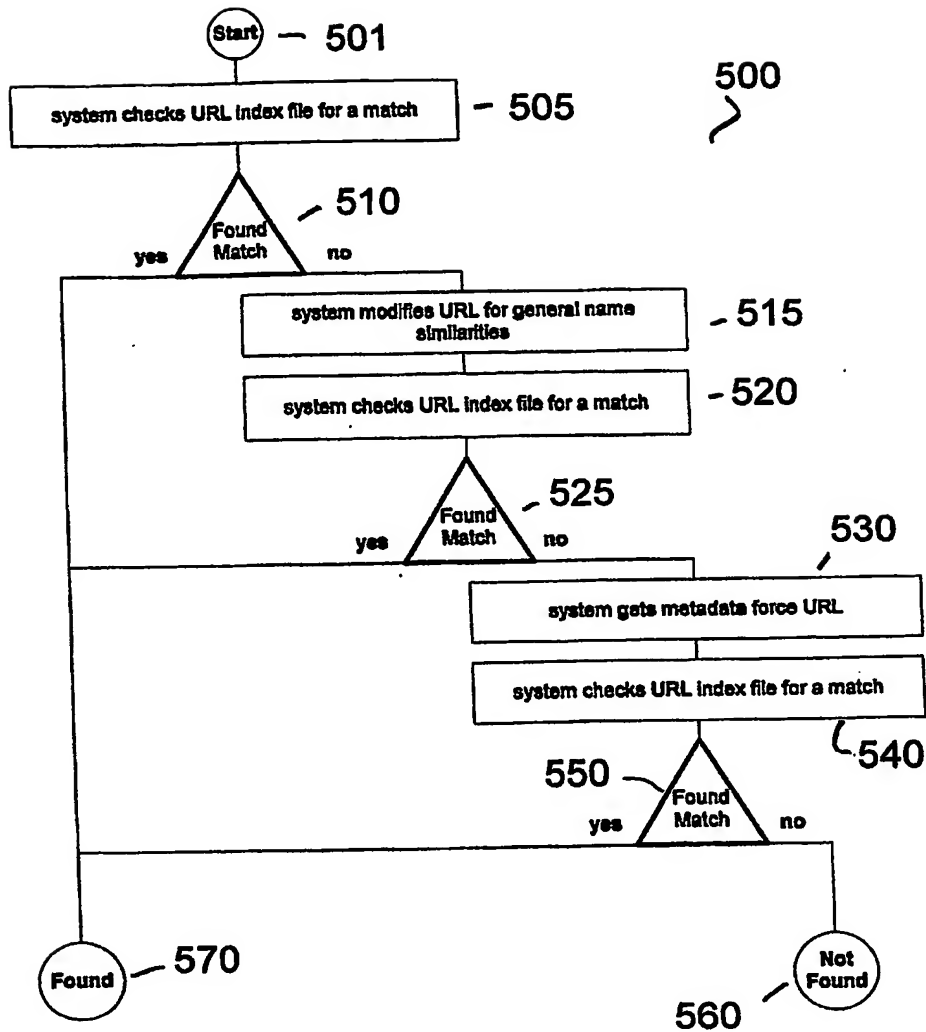 Start
501
500
system checks URL index file for a match
505
510
Found
Match
yes
no
system modifies URL for general name
similarities
515
system checks URL index file for a match
520
525
Found
Match
yes
no
530
system gets metadata force URL
system checks URL index file for a match
540
550
Found
Match
yes
no
Found
570
Not
Found
560